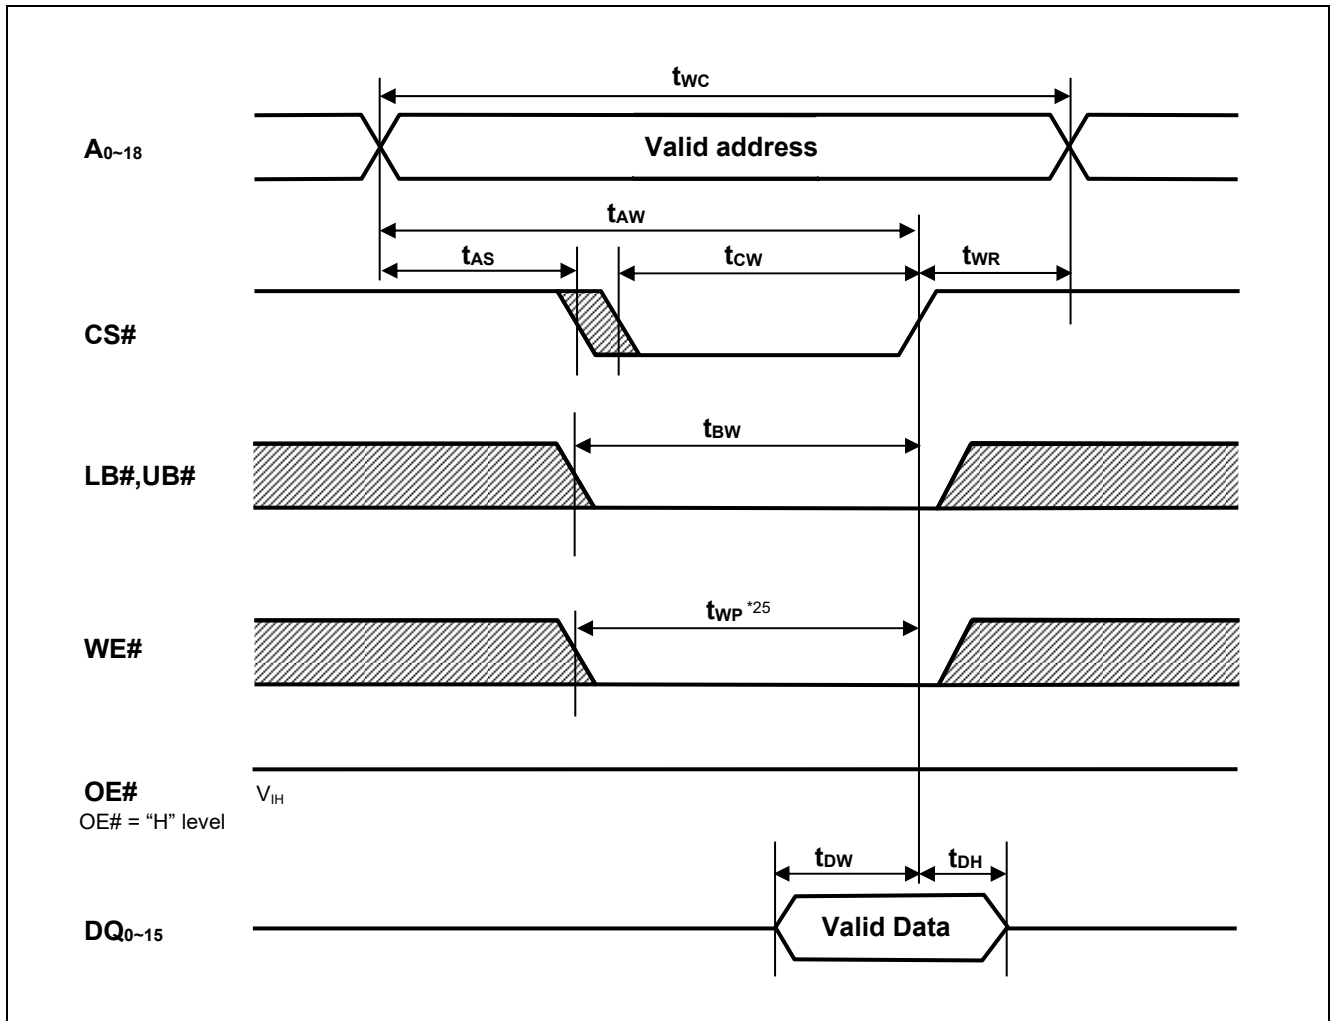 tWC
A0~18
Valid address
tAW
tAS
tCW
tWR
CS#
tBW
LB#,UB#
tWP *25
WE#
OE#
VIH
OE# = “H” level
tDW
tDH
DQ0~15
Valid Data